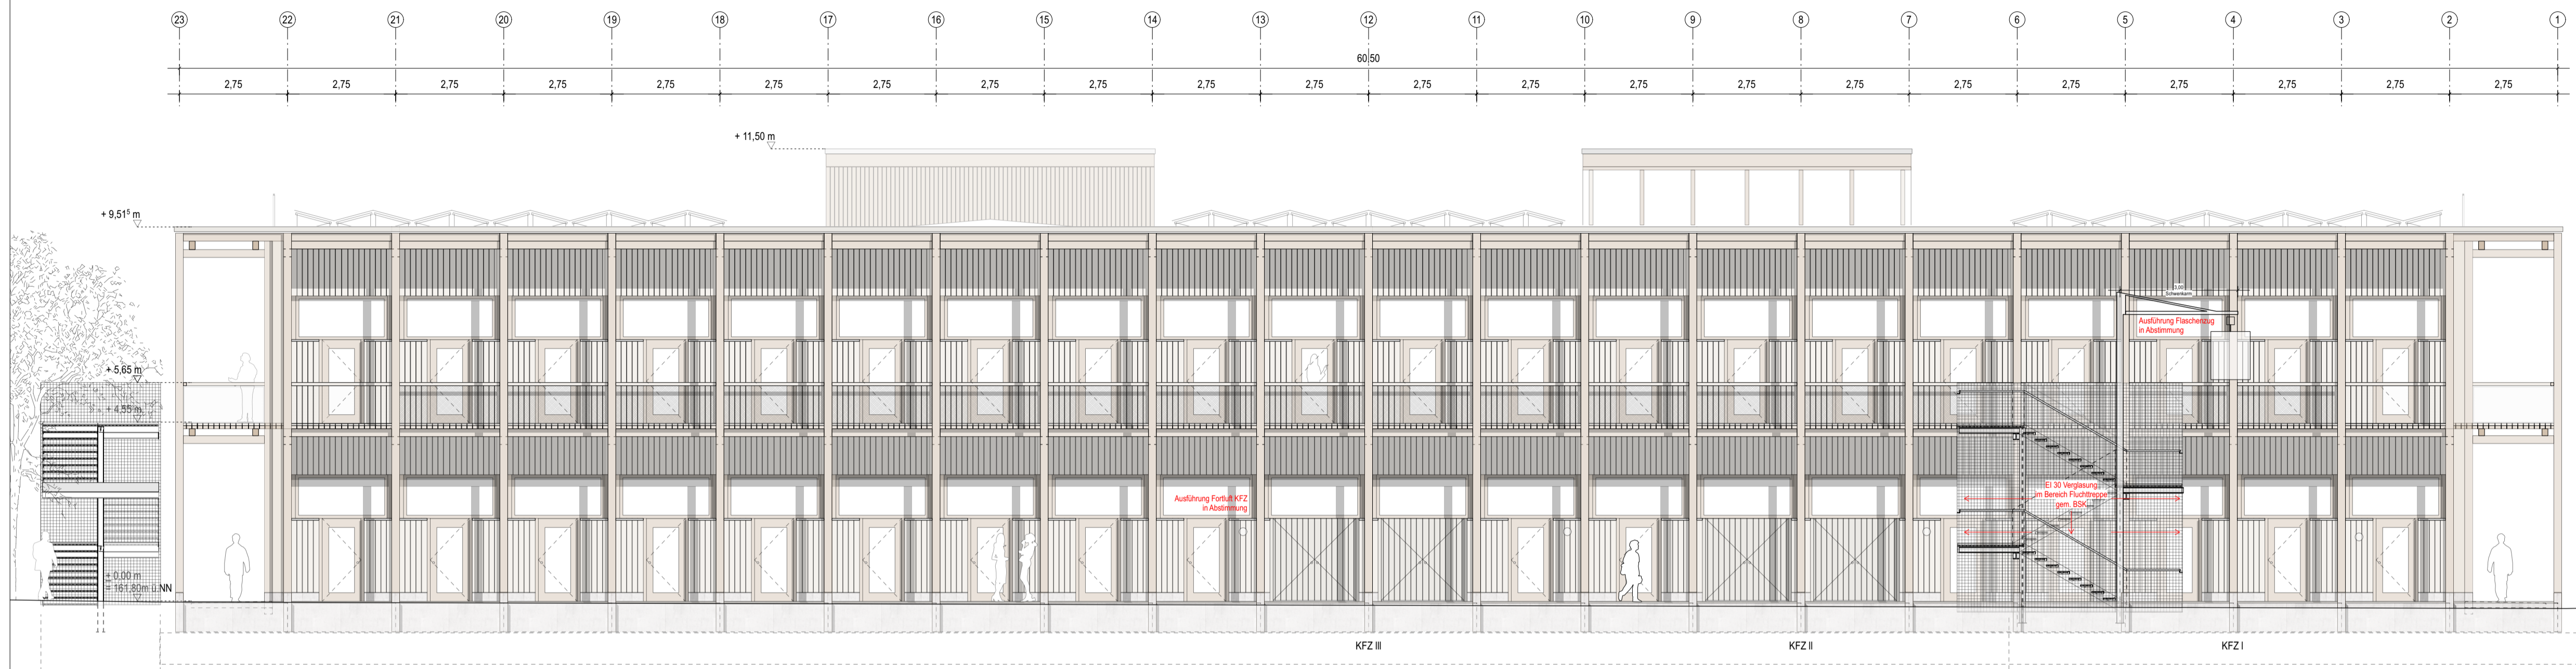 23 22 21 20 19 18 17 16 15 14 13 12 11 10 9 8 7 6 5 4 3 2 1
60,50
2,75 2,75 2,75 2,75 2,75 2,75 2,75 2,75 2,75 2,75 2,75 2,75 2,75 2,75 2,75 2,75 2,75 2,75 2,75 2,75 2,75 2,75
+ 11,50 m
+ 9,51⁵ m
3,00
Schwenkarm
Ausführung Flaschenzug
in Abstimmung
+ 5,65 m
+ 4,55 m
Ausführung Fortluft KFZ
in Abstimmung
EI 30 Verglasung
im Bereich Fluchttreppe
gem. BSK
+ 0,00 m
= 161,80m ü.NN
KFZ III KFZ II KFZ I